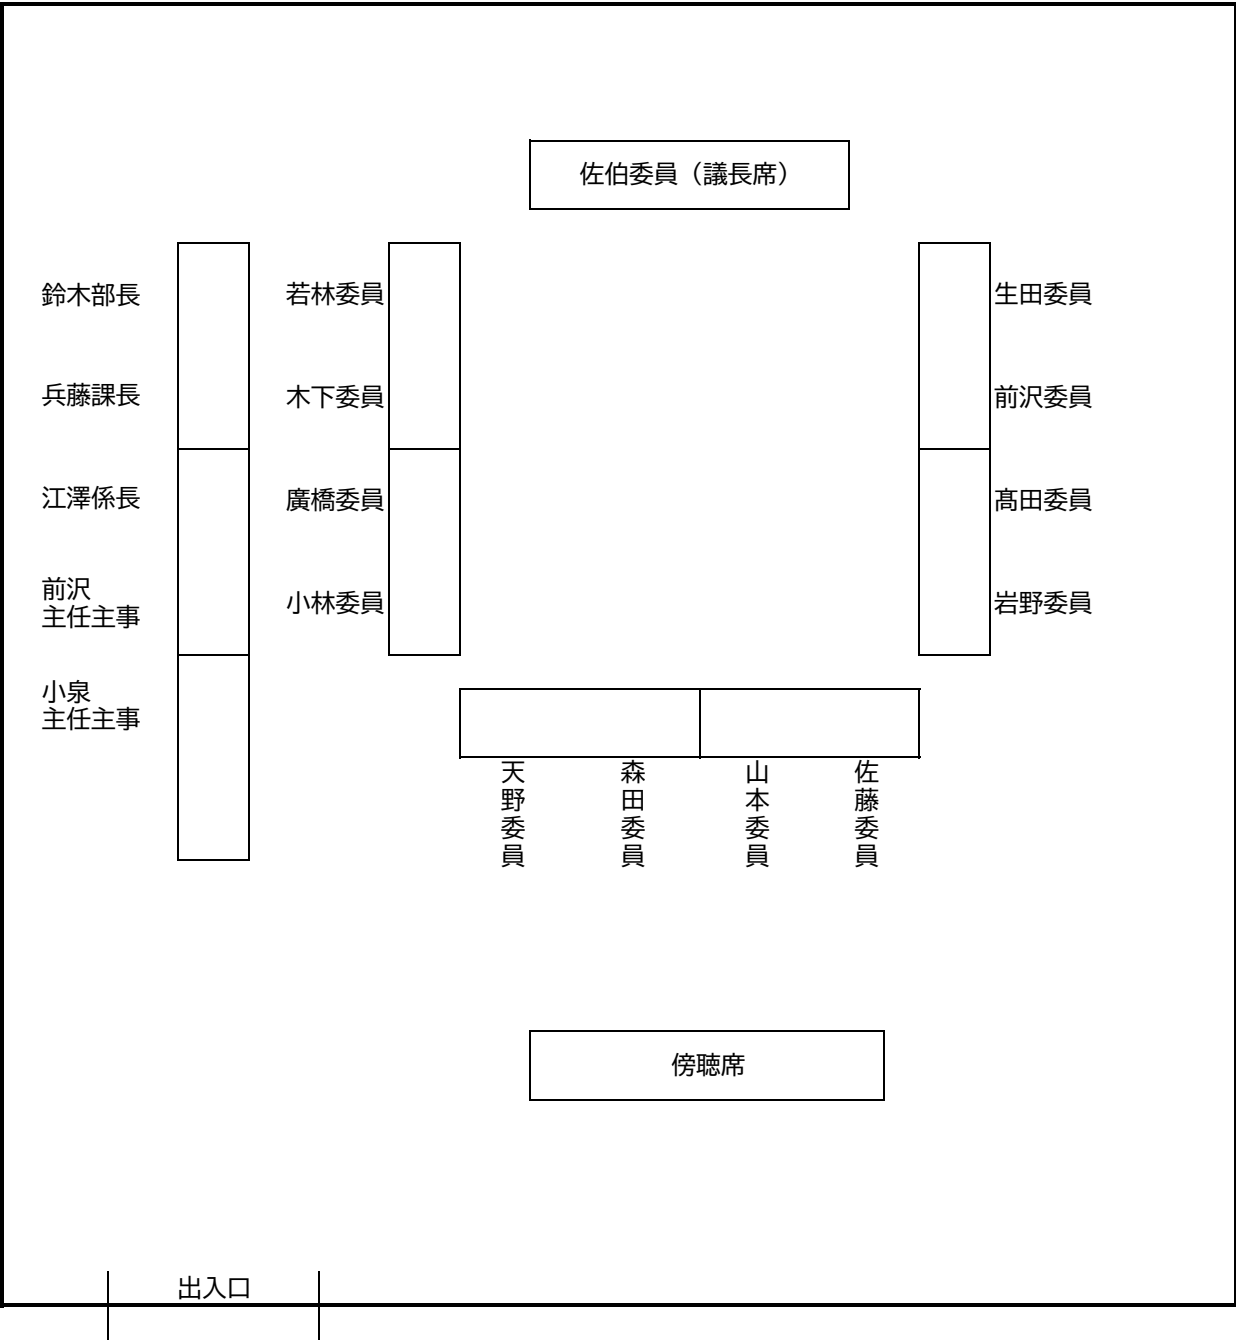 佐伯委員（議長席）
鈴木部長
兵藤課長
江澤係長
前沢
主任主事
小泉
主任主事
若林委員
木下委員
廣橋委員
小林委員
生田委員
前沢委員
髙田委員
岩野委員
天野委員
森田委員
山本委員
佐藤委員
傍聴席
出入口